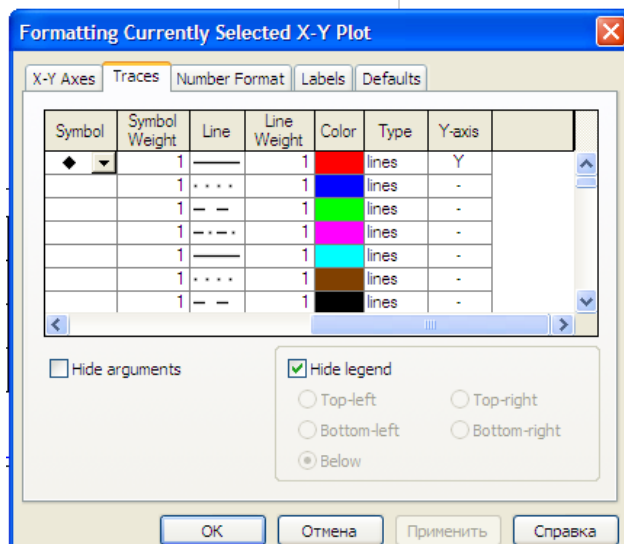 Formatting Currently Selected X-Y Plot
X-Y Axes Traces Number Format Labels Defaults
Symbol Symbol Weight Line Line Weight Color Type Y-axis
1 1 lines Y
1 1 lines -
1 1 lines -
1 1 lines -
1 1 lines -
1 1 lines -
1 1 lines -
Hide arguments
Hide legend
Top-left Top-right
Bottom-left Bottom-right
Below
OK Отмена Применить Справка